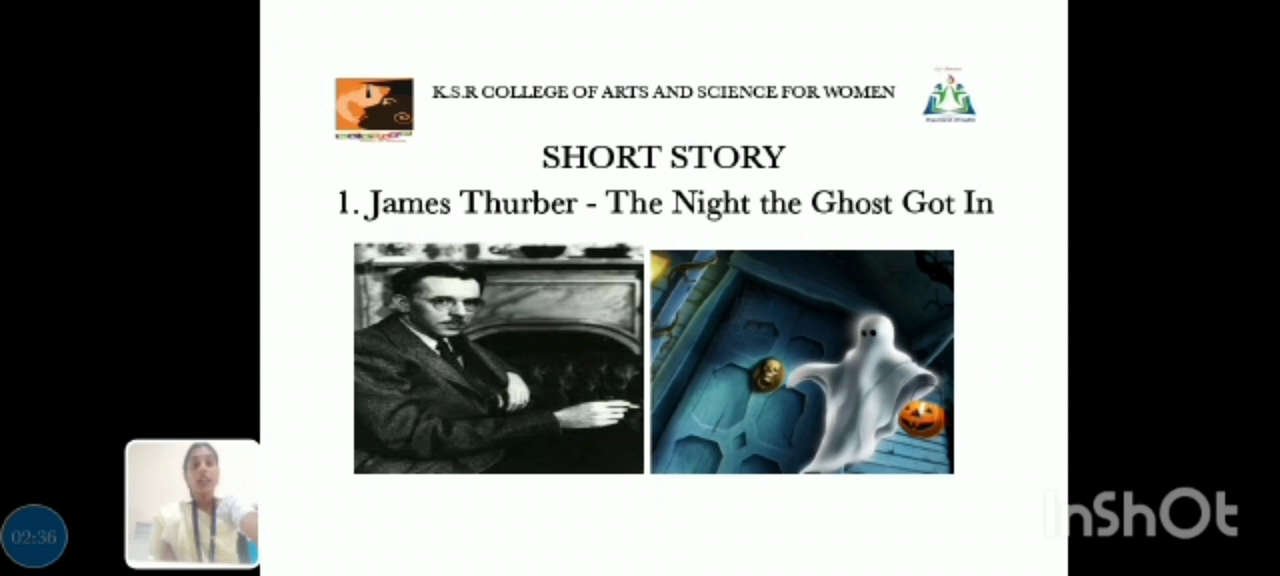 K.S.R COLLEGE OF ARTS AND SCIENCE FOR WOMEN
SHORT STORY
1. James Thurber - The Night the Ghost Got In
02:36
InShOt